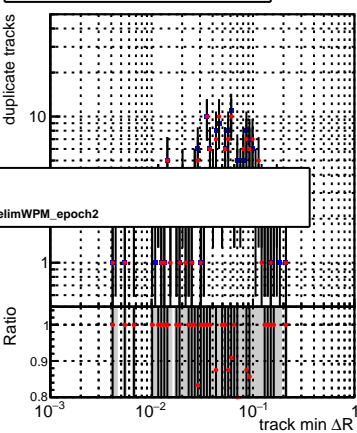 duplicate tracks
10
elimWPM_epoch2
1
Ratio
1
0.9
0.8
10⁻³ 10⁻² 10⁻¹ 1
track min ΔR